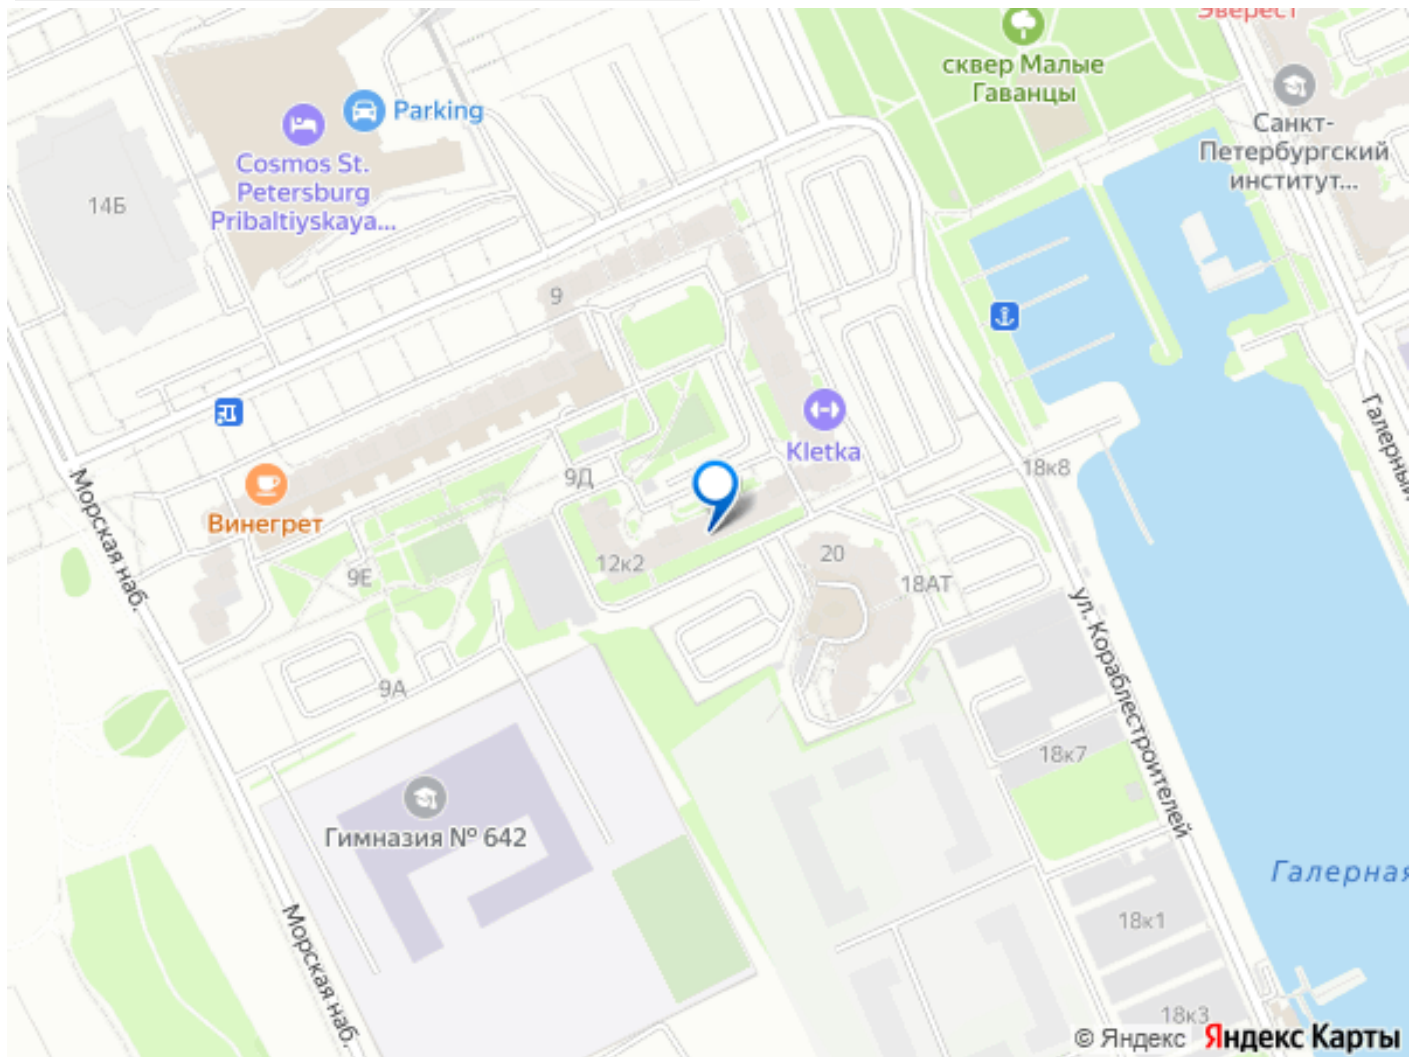 Эверест
сквер Малые
Гаванцы
Parking
Санкт-
Петербургский
институт...
Cosmos St.
Petersburg
Pribaltiyskaya...
14Б
9
Kletka
Галерный
18к8
Морская наб.
9Д
Винегрет
12к2
20
9Е
18АТ
ул. Кораблестроителей
9А
18к7
Гимназия № 642
Галерная
18к1
Морская наб.
18к3
© Яндекс Яндекс Карты